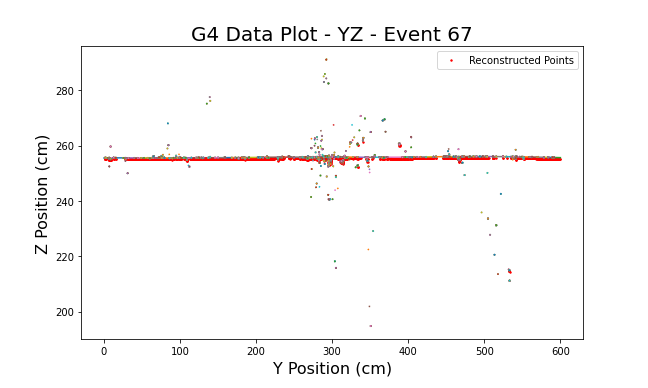 G4 Data Plot - YZ - Event 67
Reconstructed Points
Z Position (cm)
280
260
240
220
200
0 100 200 300 400 500 600
Y Position (cm)